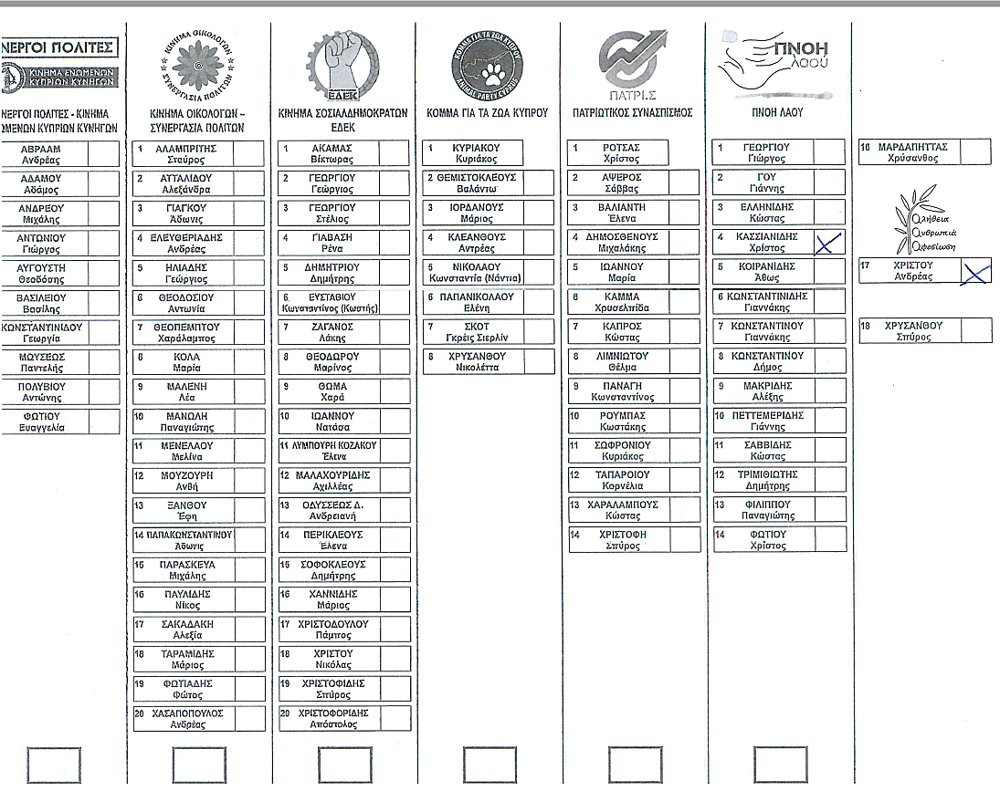 ΝΕΡΓΟΙ ΠΟΛΙΤΕΣ
ΚΙΝΗΜΑ ΕΝΩΜΕΝΩΝ
ΚΥΠΡΙΩΝ ΚΥΝΗΓΩΝ
ΝΕΡΓΟΙ ΠΟΛΙΤΕΣ - ΚΙΝΗΜΑ
ΩΜΕΝΩΝ ΚΥΠΡΙΩΝ ΚΥΝΗΓΩΝ
ΑΒΡΑΑΜ
Ανδρέας
ΑΔΑΜΟΥ
Αδάμος
ΑΝΔΡΕΟΥ
Μιχάλης
ΑΝΤΩΝΙΟΥ
Γιώργος
ΑΥΓΟΥΣΤΗ
Θεοδόσης
ΒΑΣΙΛΕΙΟΥ
Βασίλης
ΚΩΝΣΤΑΝΤΙΝΙΔΟΥ
Γεωργία
ΜΩΥΣΕΩΣ
Παντελής
ΠΟΛΥΒΙΟΥ
Αντώνης
ΦΩΤΙΟΥ
Ευαγγελία
ΚΙΝΗΜΑ ΟΙΚΟΛΟΓΩΝ
ΣΥΝΕΡΓΑΣΙΑ ΠΟΛΙΤΩΝ
ΚΙΝΗΜΑ ΟΙΚΟΛΟΓΩΝ –
ΣΥΝΕΡΓΑΣΙΑ ΠΟΛΙΤΩΝ
1 ΑΛΑΜΠΡΙΤΗΣ
Σταύρος
2 ΑΤΤΑΛΙΔΟΥ
Αλεξάνδρα
3 ΓΙΑΓΚΟΥ
Άδωνις
4 ΕΛΕΥΘΕΡΙΑΔΗΣ
Ανδρέας
5 ΗΛΙΑΔΗΣ
Γεώργιος
6 ΘΕΟΔΟΣΙΟΥ
Αντωνία
7 ΘΕΟΠΕΜΠΤΟΥ
Χαράλαμπος
8 ΚΟΛΑ
Μαρία
9 ΜΑΛΕΝΗ
Λέα
10 ΜΑΝΩΛΗ
Παναγιώτης
11 ΜΕΝΕΛΑΟΥ
Μελίνα
12 ΜΟΥΖΟΥΡΗ
Ανθή
13 ΞΑΝΘΟΥ
Έφη
14 ΠΑΠΑΚΩΝΣΤΑΝΤΙΝΟΥ
Άδωνις
15 ΠΑΡΑΣΚΕΥΑ
Μιχάλης
16 ΠΑΥΛΙΔΗΣ
Νίκος
17 ΣΑΚΑΔΑΚΗ
Αλεξία
18 ΤΑΡΑΜΙΔΗΣ
Μάριος
19 ΦΩΤΙΑΔΗΣ
Φώτος
20 ΧΑΣΑΠΟΠΟΥΛΟΣ
Ανδρέας
ΕΔΕΚ
ΚΙΝΗΜΑ ΣΟΣΙΑΛΔΗΜΟΚΡΑΤΩΝ
ΕΔΕΚ
1 ΑΚΑΜΑΣ
Βίκτωρας
2 ΓΕΩΡΓΙΟΥ
Γεώργιος
3 ΓΕΩΡΓΙΟΥ
Στέλιος
4 ΓΙΑΒΑΣΗ
Ρένα
5 ΔΗΜΗΤΡΙΟΥ
Δημήτρης
6 ΕΥΣΤΑΘΙΟΥ
Κωνσταντίνος (Κωστής)
7 ΖΑΓΑΝΟΣ
Λάκης
8 ΘΕΟΔΩΡΟΥ
Μαρίνος
9 ΘΩΜΑ
Χαρά
10 ΙΩΑΝΝΟΥ
Νατάσα
11 ΛΥΜΠΟΥΡΗ ΚΟΖΑΚΟΥ
Έλενα
12 ΜΑΛΑΧΟΥΡΙΔΗΣ
Αχιλλέας
13 ΟΔΥΣΣΕΩΣ Δ.
Ανδρειανή
14 ΠΕΡΙΚΛΕΟΥΣ
Έλενα
15 ΣΟΦΟΚΛΕΟΥΣ
Δημήτρης
16 ΧΑΝΝΙΔΗΣ
Μάριος
17 ΧΡΙΣΤΟΔΟΥΛΟΥ
Πάμπος
18 ΧΡΙΣΤΟΥ
Νικόλας
19 ΧΡΙΣΤΟΦΙΔΗΣ
Σπύρος
20 ΧΡΙΣΤΟΦΟΡΙΔΗΣ
Απόστολος
ΚΟΜΜΑ ΓΙΑ ΤΑ ΖΩΑ ΚΥΠΡΟΥ
ANIMAL PARTY CYPRUS
ΚΟΜΜΑ ΓΙΑ ΤΑ ΖΩΑ ΚΥΠΡΟΥ
1 ΚΥΡΙΑΚΟΥ
Κυριάκος
2 ΘΕΜΙΣΤΟΚΛΕΟΥΣ
Βαλάντω
3 ΙΟΡΔΑΝΟΥΣ
Μάριος
4 ΚΛΕΑΝΘΟΥΣ
Αντρέας
5 ΝΙΚΟΛΑΟΥ
Κωνσταντία (Νάντια)
6 ΠΑΠΑΝΙΚΟΛΑΟΥ
Ελένη
7 ΣΚΟΤ
Γκρέις Σιερλίν
8 ΧΡΥΣΑΝΘΟΥ
Νικολέττα
ΠΑΤΡΙ.Σ
ΠΑΤΡΙΩΤΙΚΟΣ ΣΥΝΑΣΠΙΣΜΟΣ
1 ΡΟΤΣΑΣ
Χρίστος
2 ΑΨΕΡΟΣ
Σάββας
3 ΒΑΛΙΑΝΤΗ
Έλενα
4 ΔΗΜΟΣΘΕΝΟΥΣ
Μιχαλάκης
5 ΙΩΑΝΝΟΥ
Μαρία
6 ΚΑΜΜΑ
Χρυσελπίδα
7 ΚΑΠΡΟΣ
Κώστας
8 ΛΙΜΝΙΩΤΟΥ
Θέλμα
9 ΠΑΝΑΓΗ
Κωνσταντίνος
10 ΡΟΥΜΠΑΣ
Κωστάκης
11 ΣΩΦΡΟΝΙΟΥ
Κυριάκος
12 ΤΑΠΑΡΟΙΟΥ
Κορνέλια
13 ΧΑΡΑΛΑΜΠΟΥΣ
Κώστας
14 ΧΡΙΣΤΟΦΗ
Σπύρος
ΠΝΟΗ
λαού
ΠΝΟΗ ΛΑΟΥ
1 ΓΕΩΡΓΙΟΥ
Γιώργος
2 ΓΟΥ
Γιάννης
3 ΕΛΛΗΝΙΔΗΣ
Κώστας
4 ΚΑΣΣΙΑΝΙΔΗΣ
Χρίστος
5 ΚΟΙΡΑΝΙΔΗΣ
Άθως
6 ΚΩΝΣΤΑΝΤΙΝΙΔΗΣ
Γιαννάκης
7 ΚΩΝΣΤΑΝΤΙΝΟΥ
Γιαννάκης
8 ΚΩΝΣΤΑΝΤΙΝΟΥ
Δήμος
9 ΜΑΚΡΙΔΗΣ
Αλέξης
10 ΠΕΤΤΕΜΕΡΙΔΗΣ
Γιάννης
11 ΣΑΒΒΙΔΗΣ
Κώστας
12 ΤΡΙΜΙΘΙΩΤΗΣ
Δημήτρης
13 ΦΙΛΙΠΠΟΥ
Παναγιώτης
14 ΦΩΤΙΟΥ
Χρίστος
16 ΜΑΡΔΑΠΗΤΤΑΣ
Χρύσανθος
αλήθεια
ανθρωπιά
αφοσίωση
17 ΧΡΙΣΤΟΥ
Ανδρέας
18 ΧΡΥΣΑΝΘΟΥ
Σπύρος